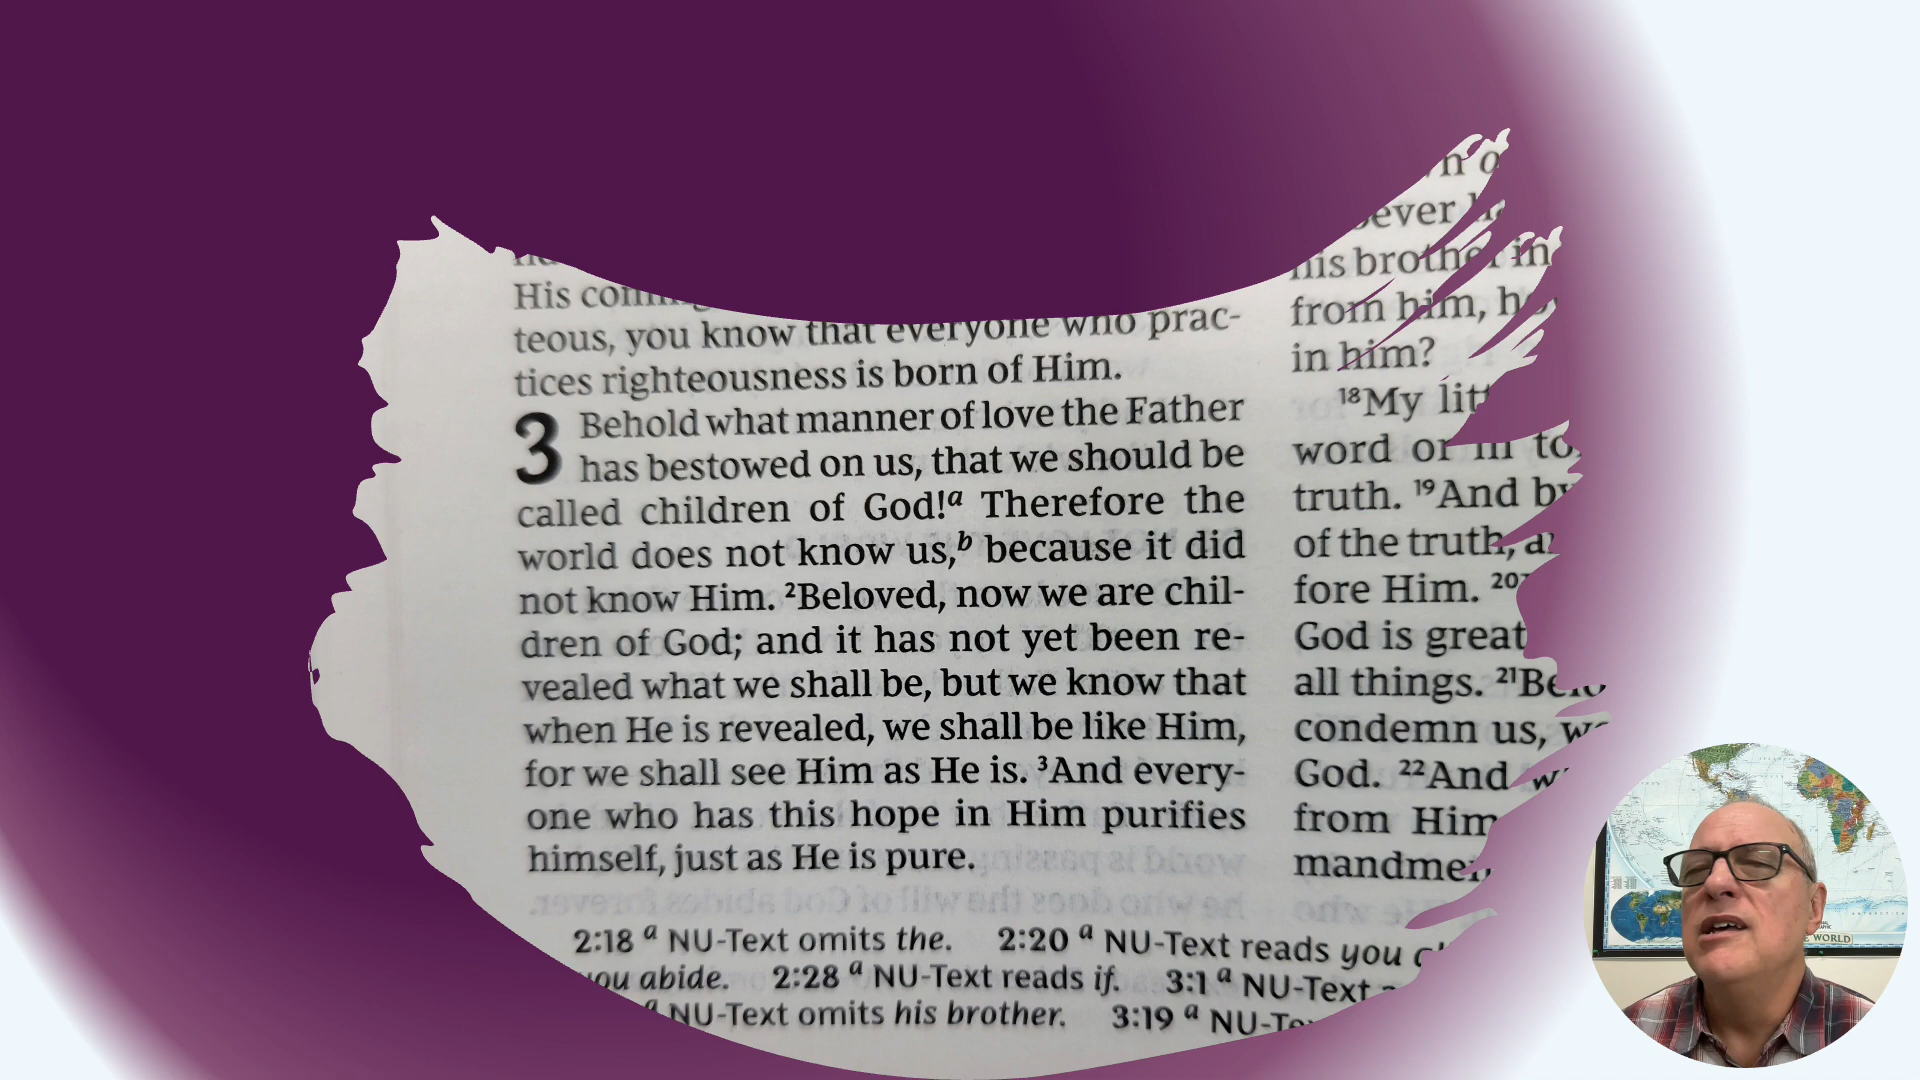 His
teous, you know that everyone who prac-
tices righteousness is born of Him.
3 Behold what manner of love the Father
has bestowed on us, that we should be
called children of God!a Therefore the
world does not know us,b because it did
not know Him. 2Beloved, now we are chil-
dren of God; and it has not yet been re-
vealed what we shall be, but we know that
when He is revealed, we shall be like Him,
for we shall see Him as He is. 3And every-
one who has this hope in Him purifies
himself, just as He is pure.
2:18 a NU-Text omits the. 2:20 a NU-Text reads you
you abide. 2:28 a NU-Text reads if. 3:1 a NU-Text
a NU-Text omits his brother. 3:19 a
his brother in
from him,
in him?
18My
word or in
truth. 19And by
of the truth,
fore Him. 20
God is great
all things. 21
condemn us,
God. 22And
from Him
WORLD